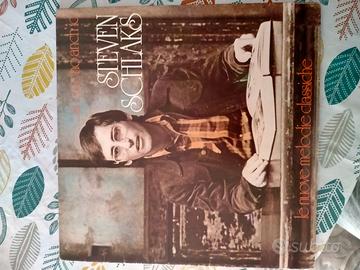 STEVEN
SCHLAKS
le nuove melodie classiche
Subito